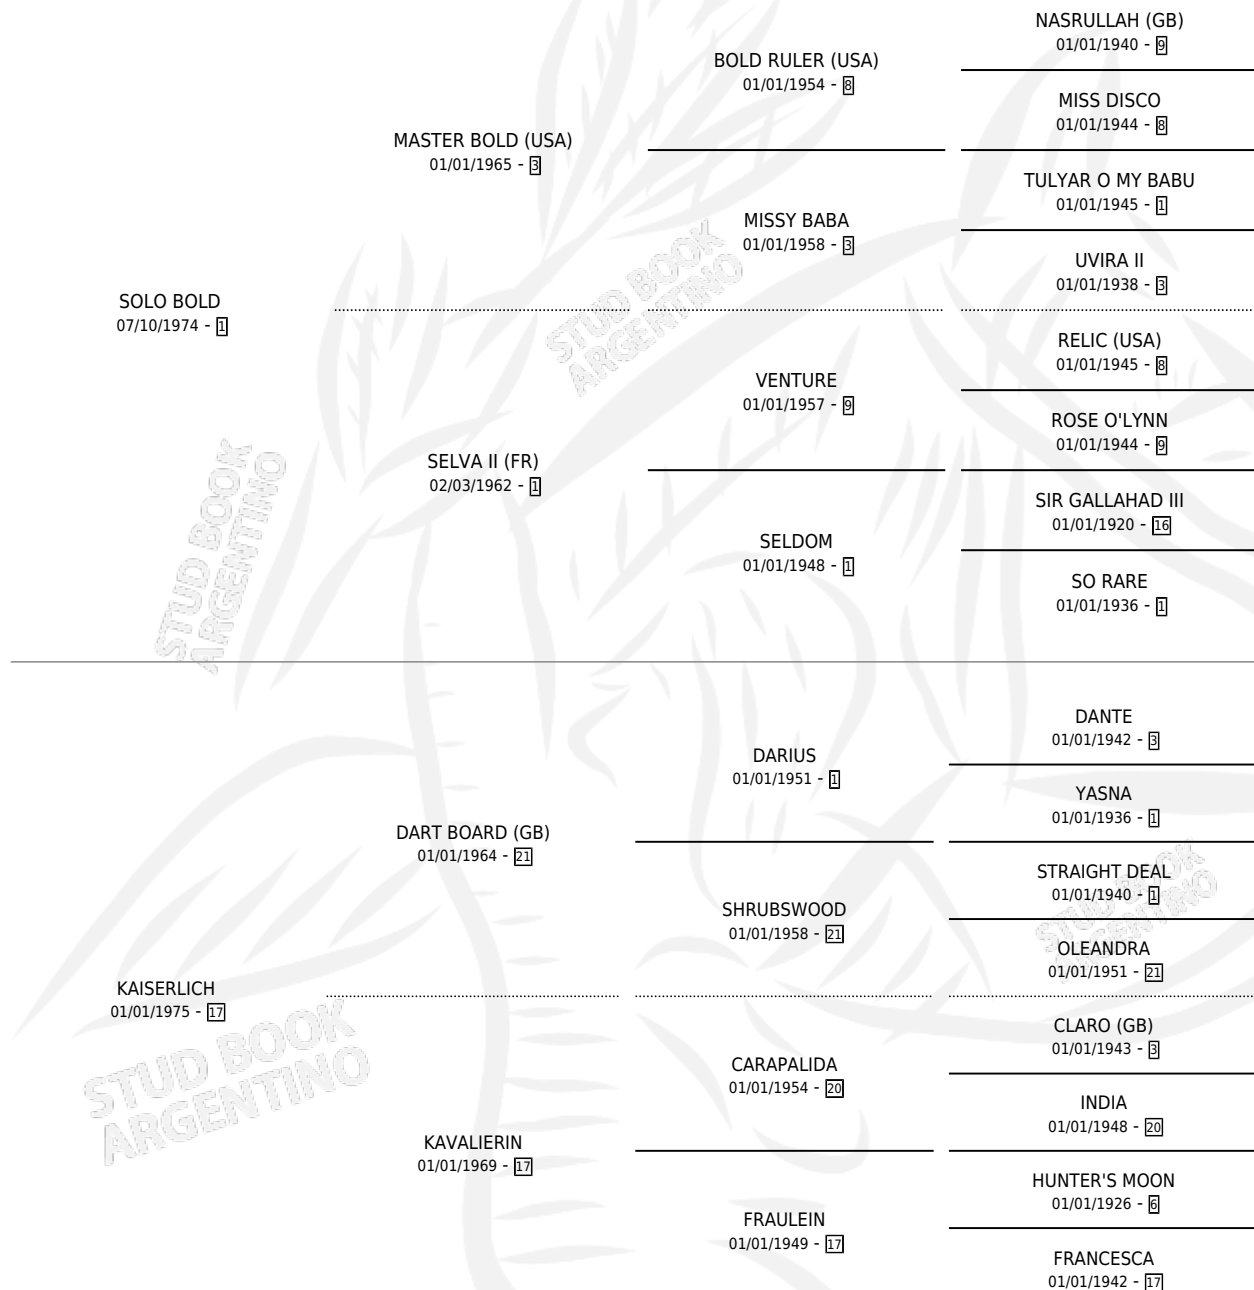 NASRULLAH (GB)
01/01/1940 - 9
BOLD RULER (USA)
01/01/1954 - 8
MISS DISCO
01/01/1944 - 8
MASTER BOLD (USA)
01/01/1965 - 3
TULYAR O MY BABU
01/01/1945 - 1
MISSY BABA
01/01/1958 - 3
UVIRA II
01/01/1938 - 3
SOLO BOLD
07/10/1974 - 1
RELIC (USA)
01/01/1945 - 8
VENTURE
01/01/1957 - 9
ROSE O'LYNN
01/01/1944 - 9
SELVA II (FR)
02/03/1962 - 1
SIR GALLAHAD III
01/01/1920 - 16
SELDOM
01/01/1948 - 1
SO RARE
01/01/1936 - 1
DANTE
01/01/1942 - 3
DARIUS
01/01/1951 - 1
YASNA
01/01/1936 - 1
DART BOARD (GB)
01/01/1964 - 21
STRAIGHT DEAL
01/01/1940 - 1
SHRUBSWOOD
01/01/1958 - 21
OLEANDRA
01/01/1951 - 21
KAISERLICH
01/01/1975 - 17
CLARO (GB)
01/01/1943 - 3
CARAPALIDA
01/01/1954 - 20
INDIA
01/01/1948 - 20
KAVALIERIN
01/01/1969 - 17
HUNTER'S MOON
01/01/1926 - 6
FRAULEIN
01/01/1949 - 17
FRANCESCA
01/01/1942 - 17
STUD BOOK
ARGENTINO
STUD BOOK
ARGENTINO
STUD BOOK
ARGENTINO
STUD BOOK
ARGENTINO